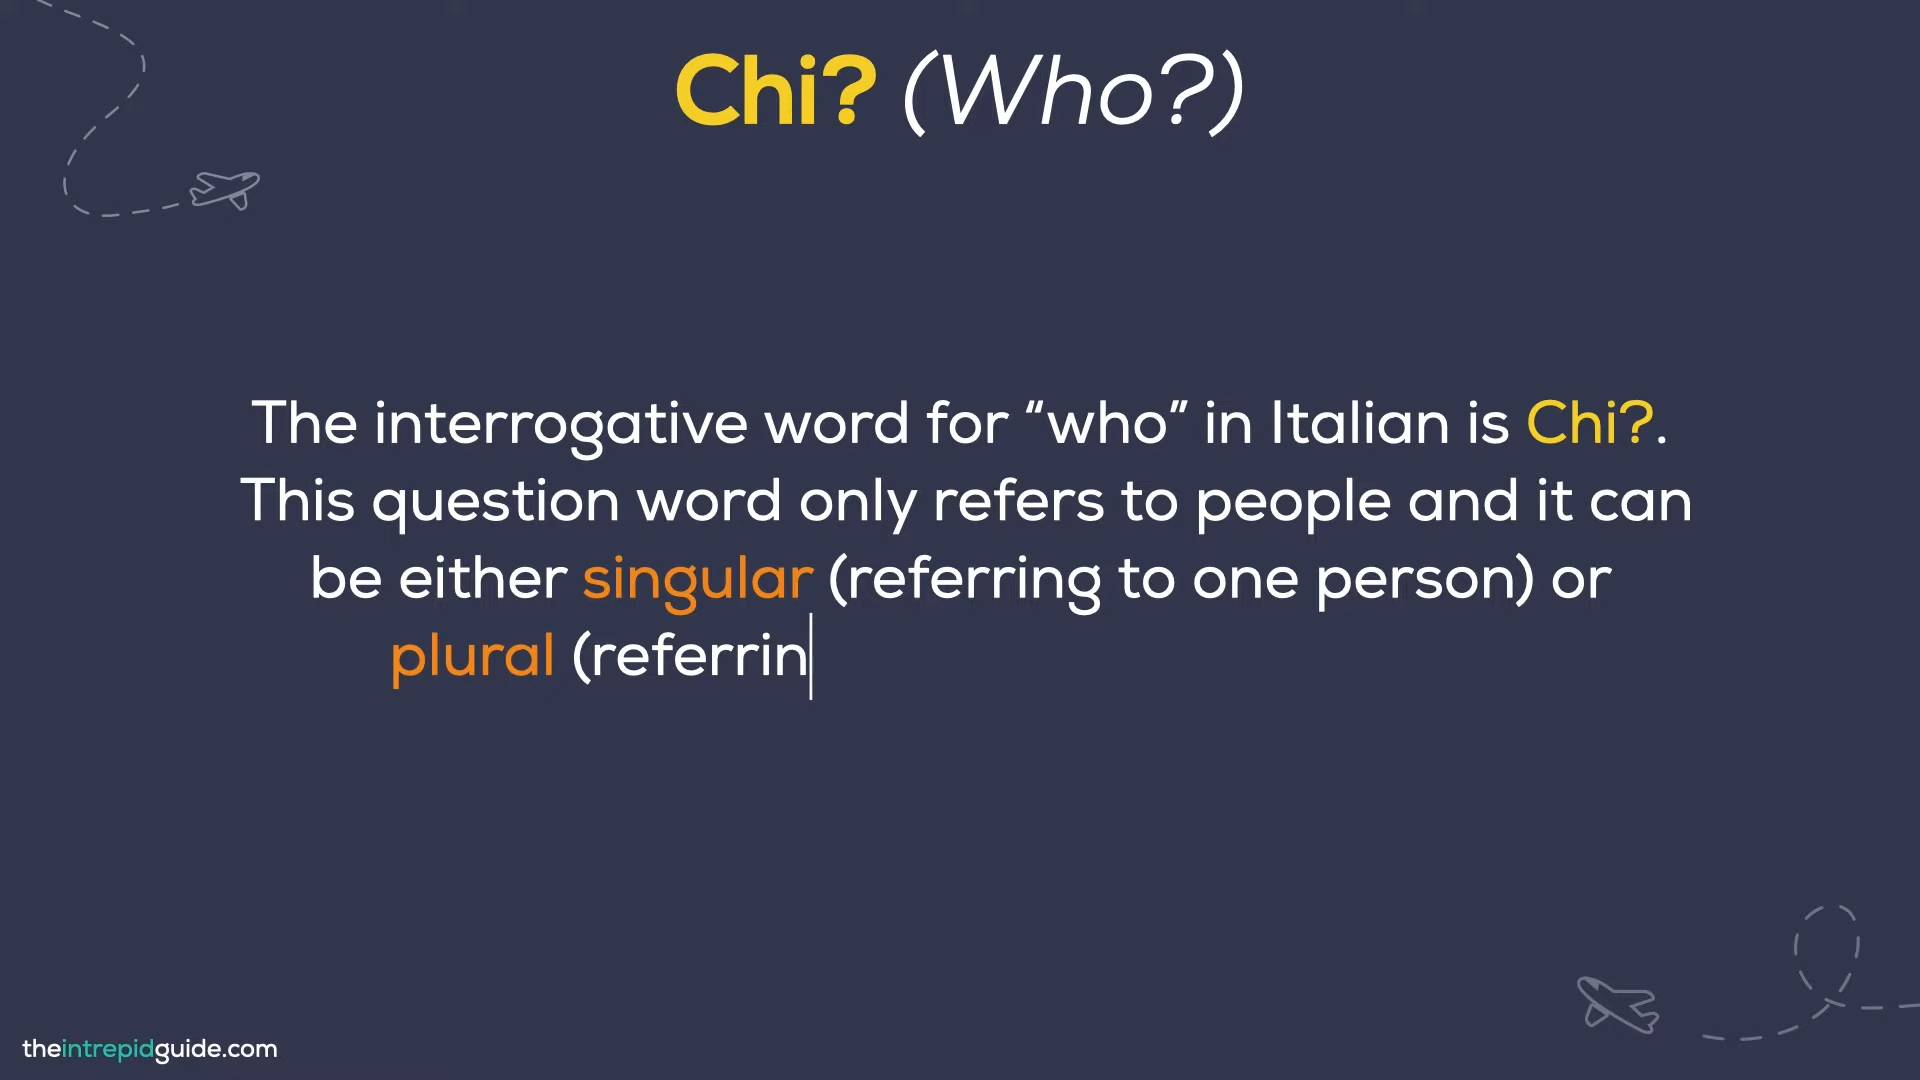 Chi? (Who?)
The interrogative word for “who” in Italian is Chi?.
This question word only refers to people and it can
be either singular (referring to one person) or
plural (referrin
theintrepidguide.com